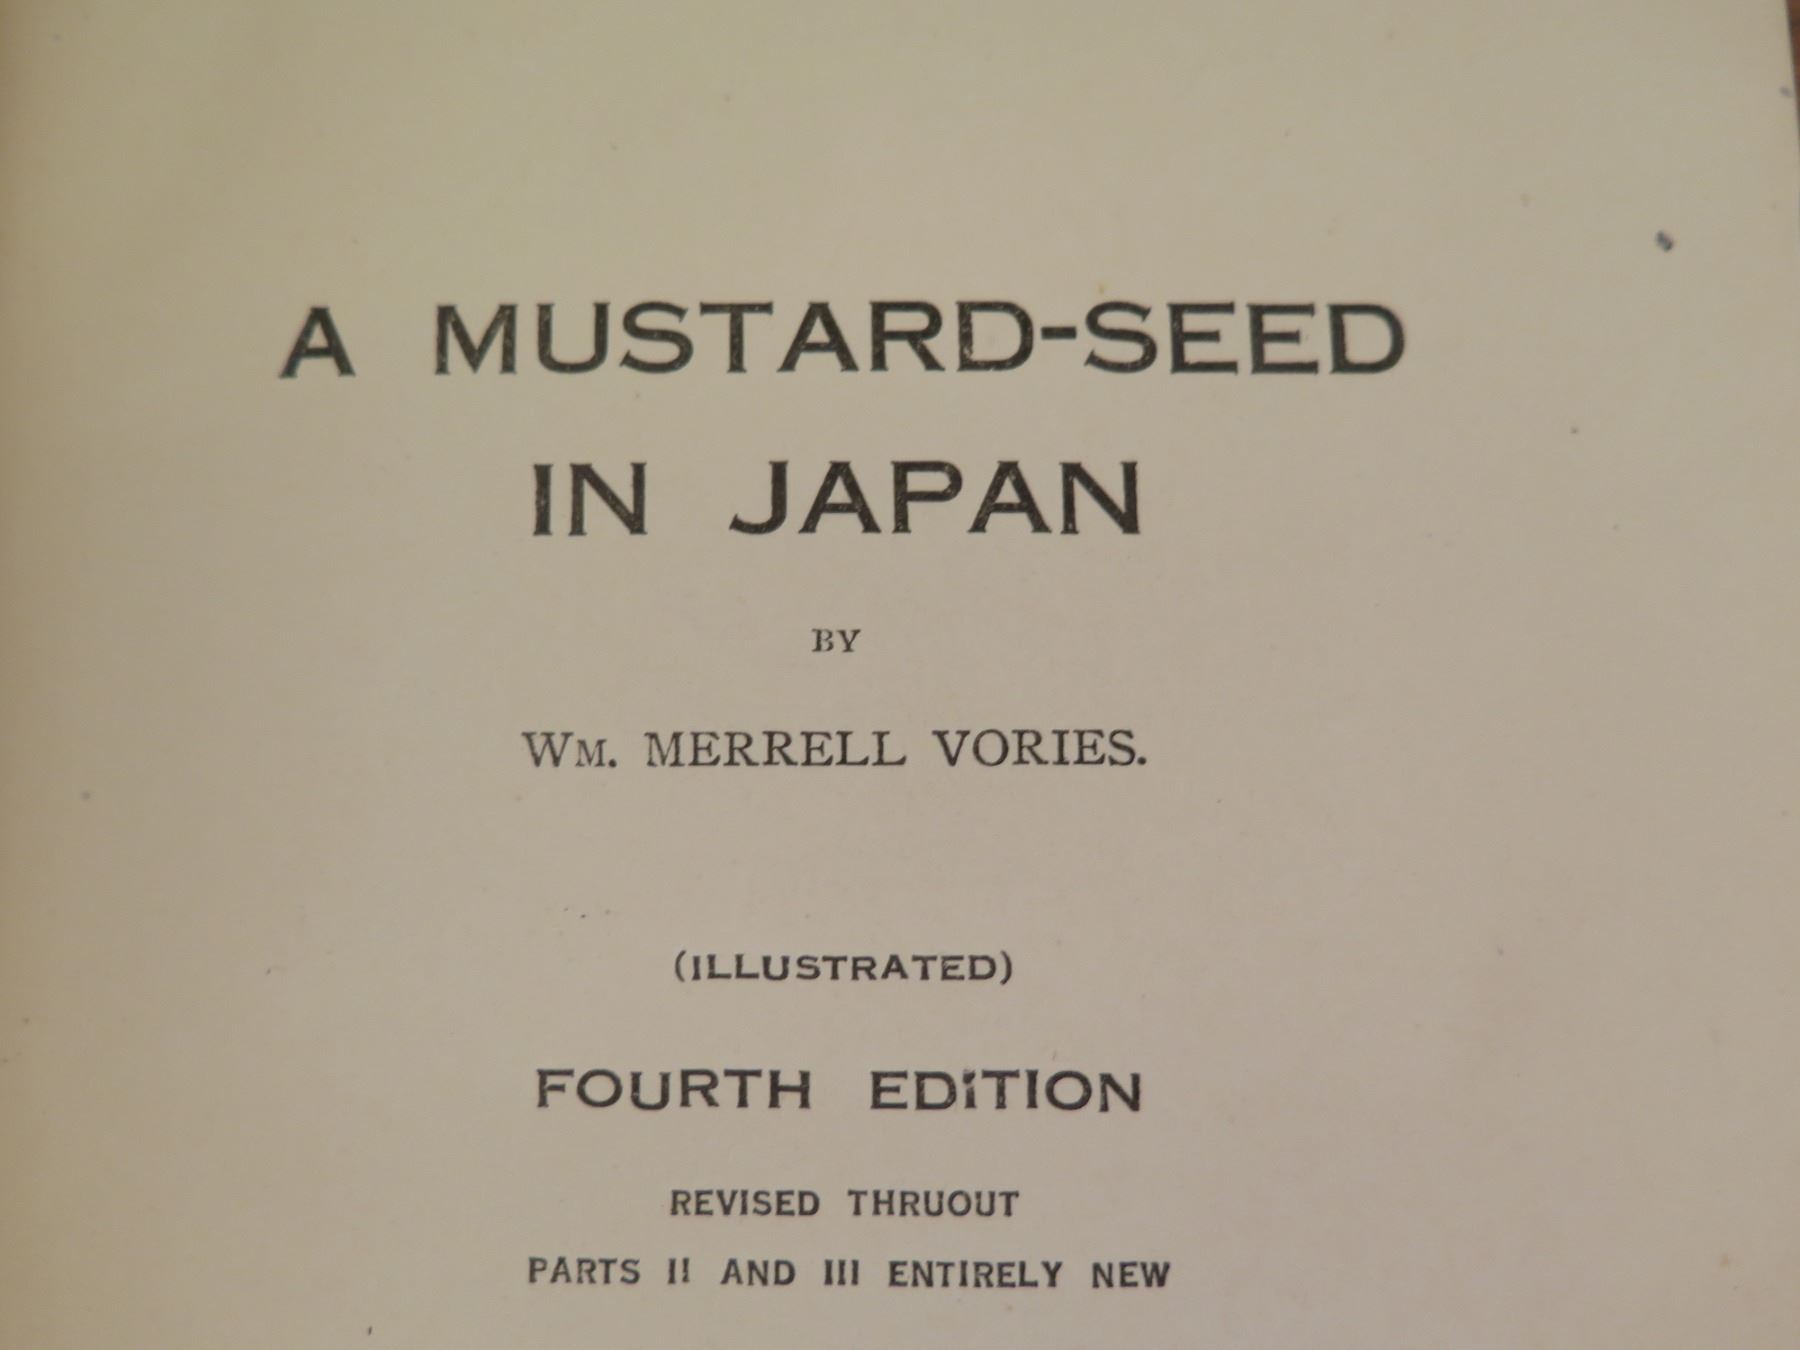 A MUSTARD-SEED
IN JAPAN
BY
WM. MERRELL VORIES.
(ILLUSTRATED)
FOURTH EDiTION
REVISED THRUOUT
PARTS II AND III ENTIRELY NEW